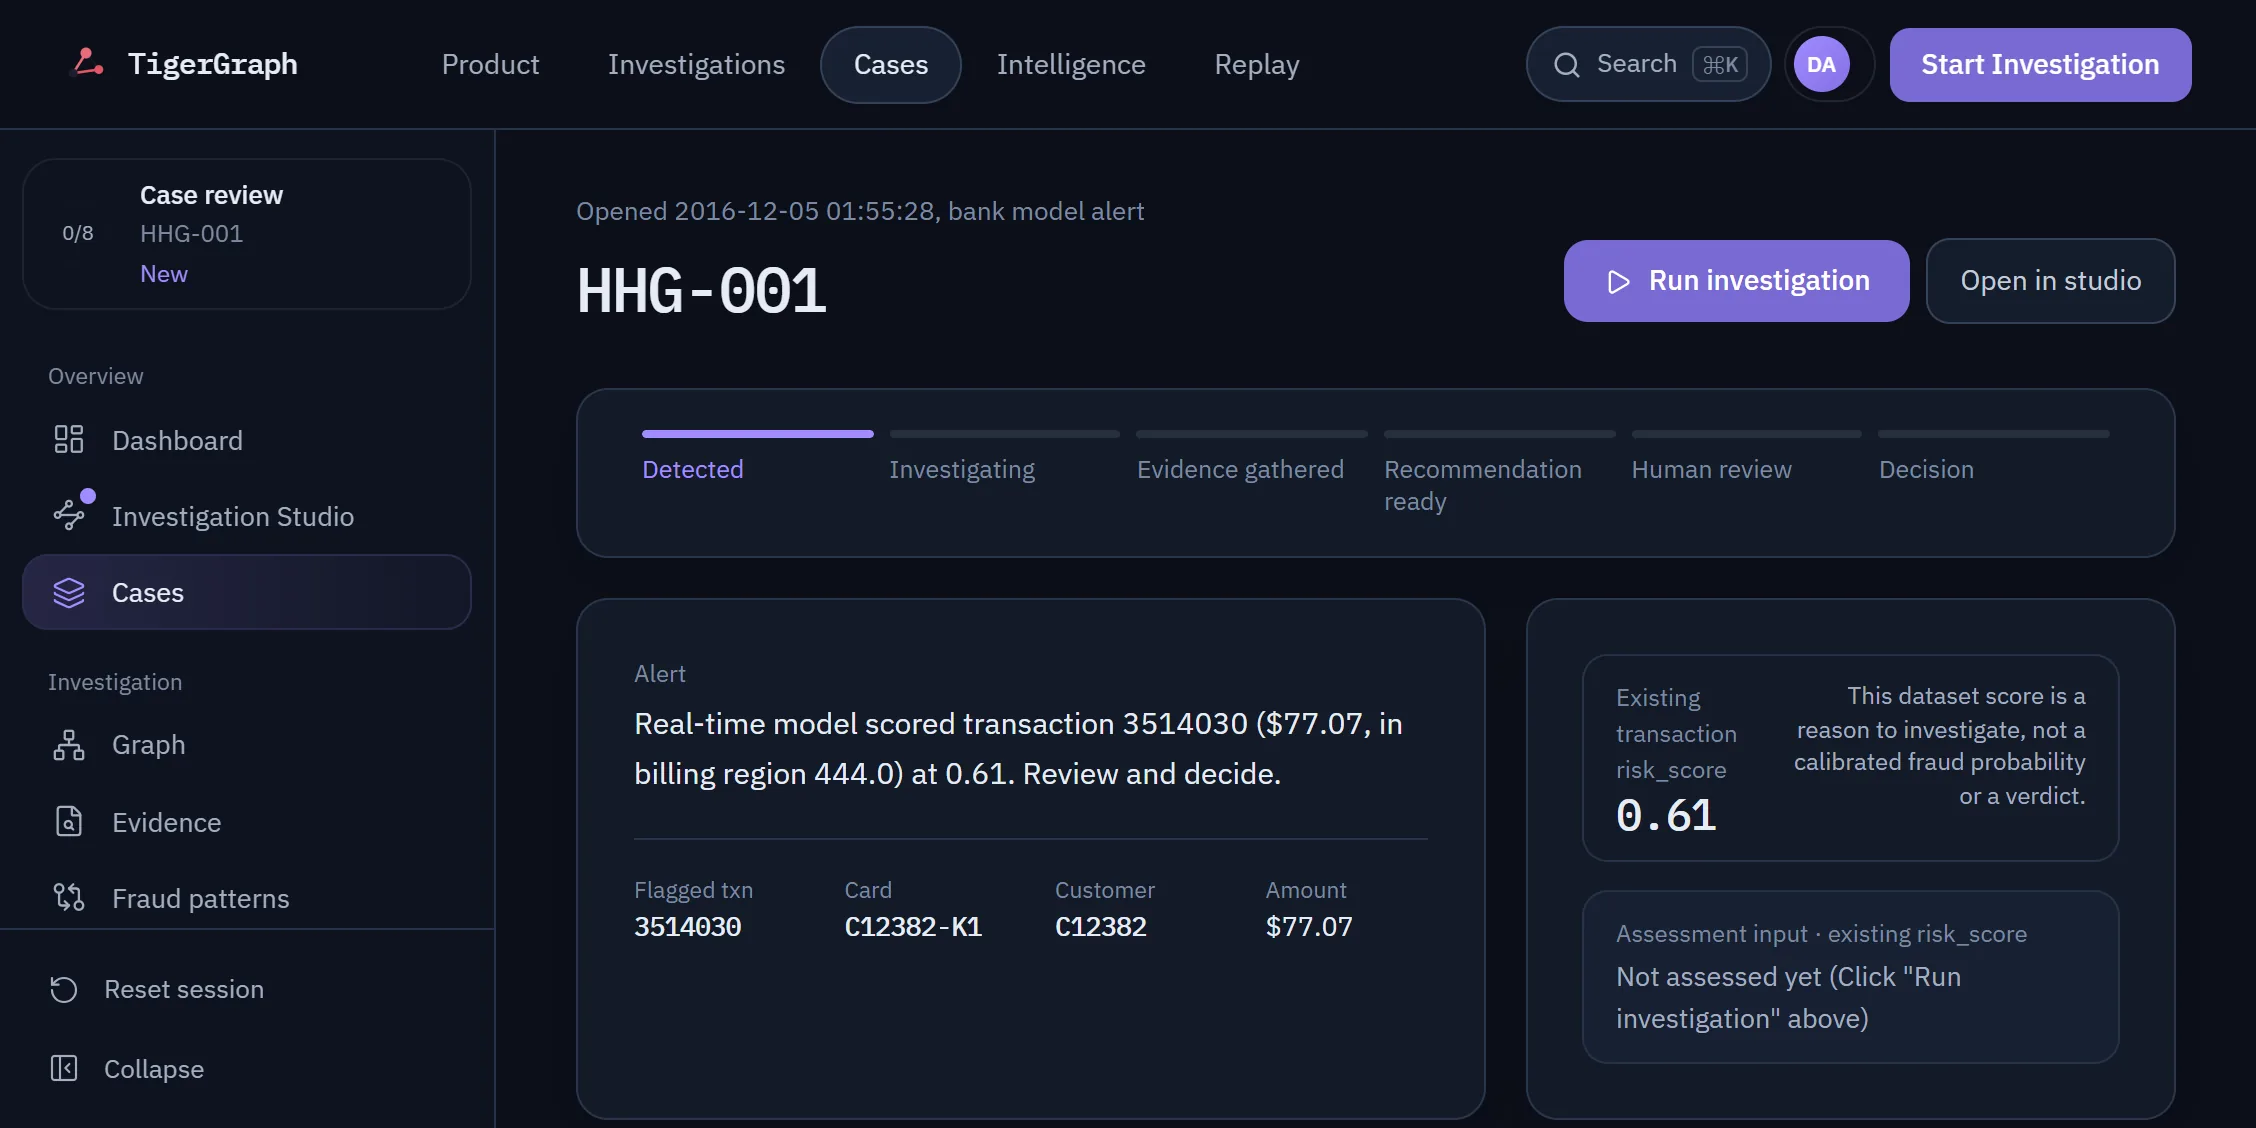 TigerGraph
Product
Investigations
Cases
Intelligence
Replay
Search
⌘K
DA
Start Investigation
0/8
Case review
HHG-001
New
Overview
Dashboard
Investigation Studio
Cases
Investigation
Graph
Evidence
Fraud patterns
Reset session
Collapse
Opened 2016-12-05 01:55:28, bank model alert
HHG-001
Run investigation
Open in studio
Detected
Investigating
Evidence gathered
Recommendation
ready
Human review
Decision
Alert
Real-time model scored transaction 3514030 ($77.07, in
billing region 444.0) at 0.61. Review and decide.
Flagged txn
3514030
Card
C12382-K1
Customer
C12382
Amount
$77.07
Existing
transaction
risk_score
0.61
This dataset score is a
reason to investigate, not a
calibrated fraud probability
or a verdict.
Assessment input · existing risk_score
Not assessed yet (Click "Run
investigation" above)